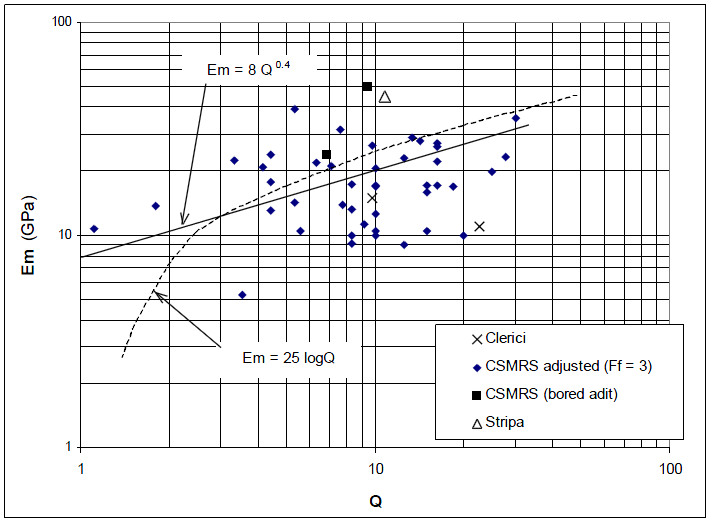 100
Em = 8 Q^0.4
Em (GPa)
10
Em = 25 logQ
Clerici
CSMRS adjusted (Ff = 3)
CSMRS (bored adit)
Stripa
1
1
10
100
Q